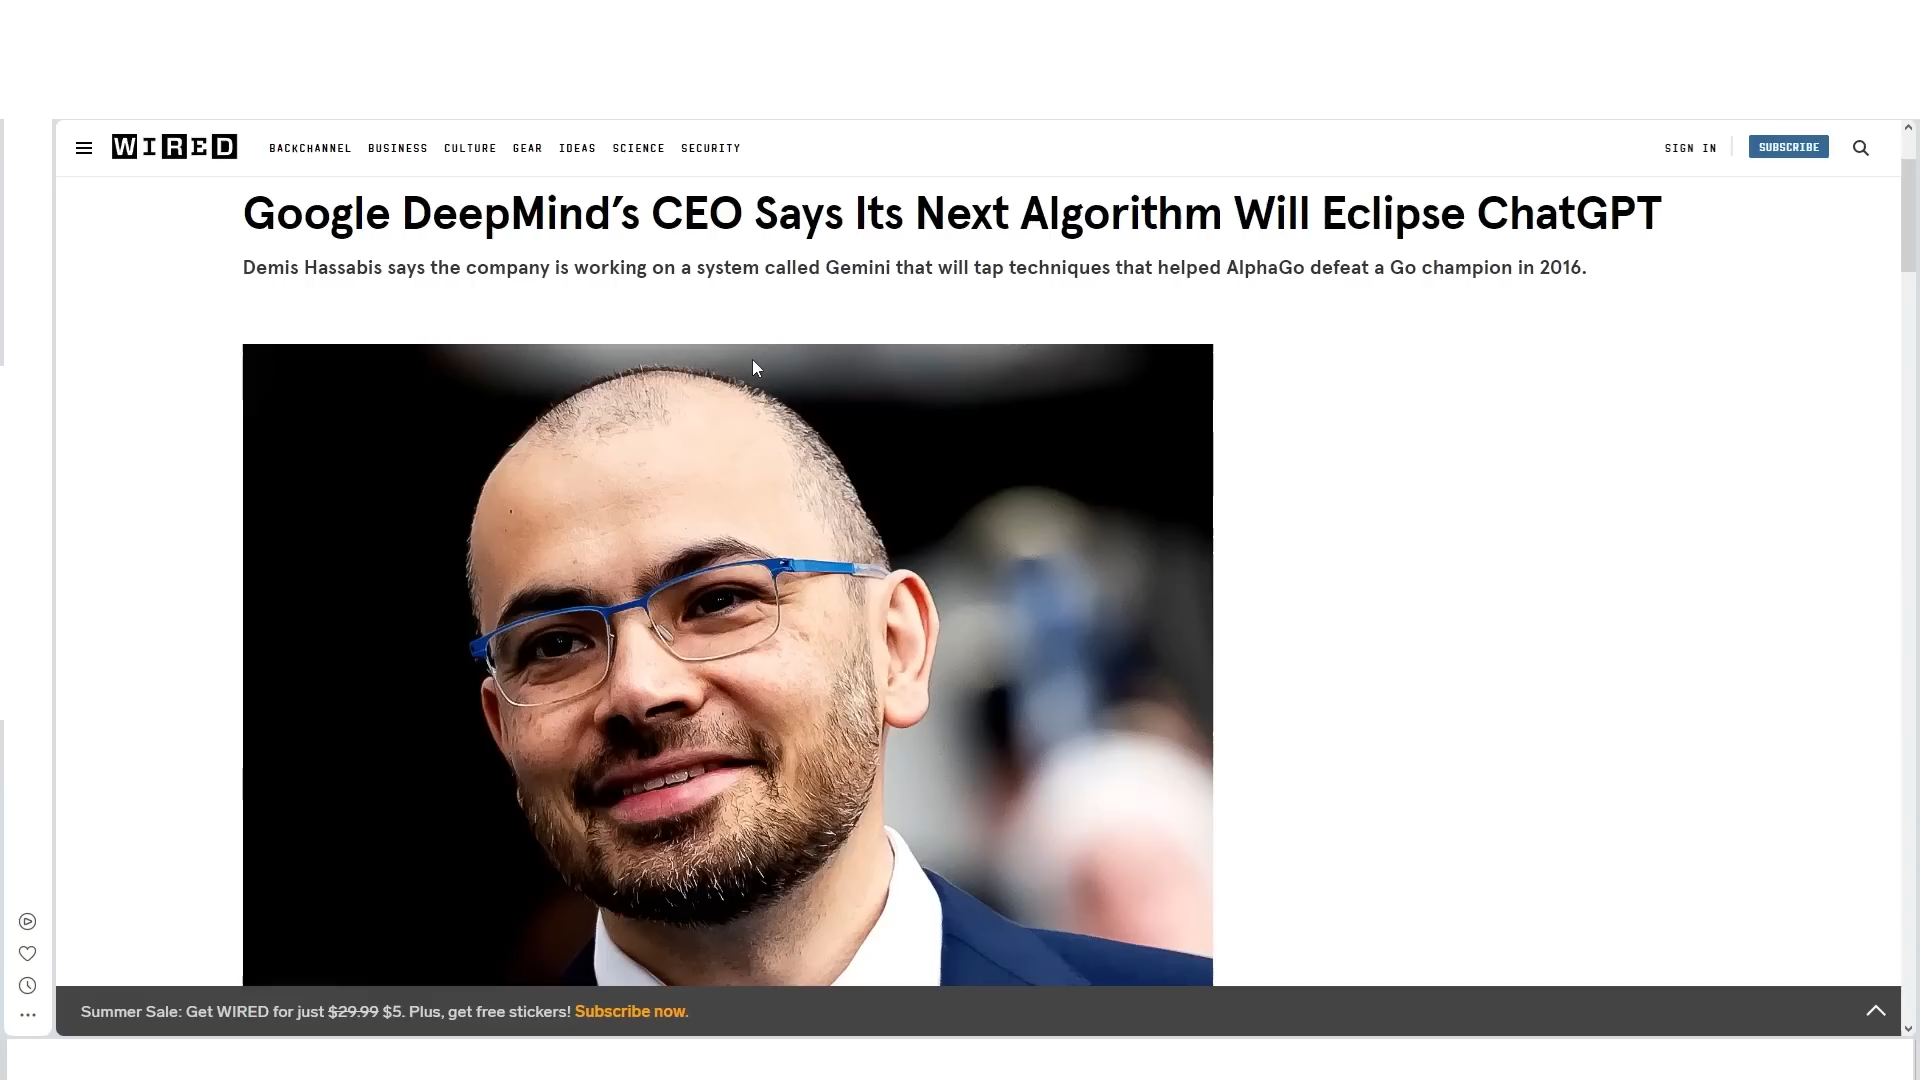 WIRED
BACKCHANNEL BUSINESS CULTURE GEAR IDEAS SCIENCE SECURITY
SIGN IN
SUBSCRIBE
Google DeepMind’s CEO Says Its Next Algorithm Will Eclipse ChatGPT
Demis Hassabis says the company is working on a system called Gemini that will tap techniques that helped AlphaGo defeat a Go champion in 2016.
Summer Sale: Get WIRED for just $29.99 $5. Plus, get free stickers! Subscribe now.